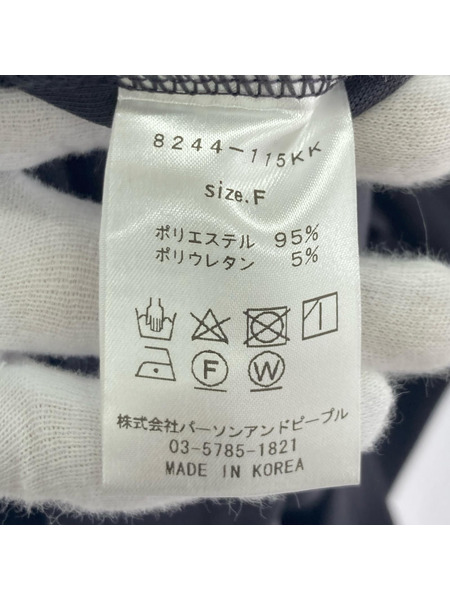 8244-115KK
size.F
ポリエステル 95%
ポリウレタン 5%
F W
株式会社パーソンアンドピープル
03-5785-1821
MADE IN KOREA